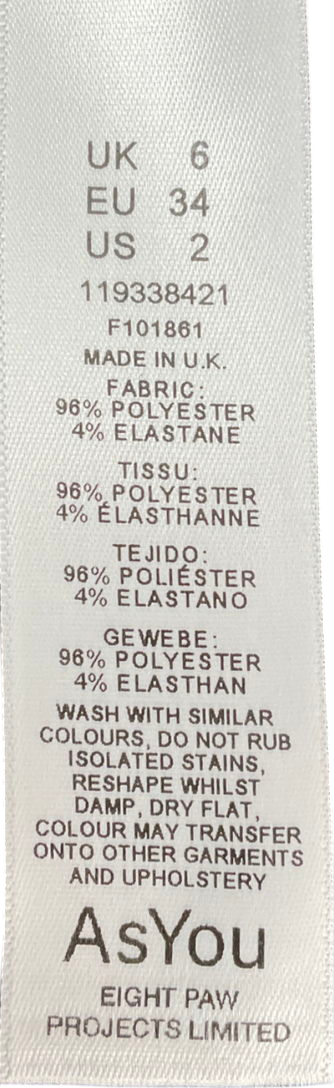 UK 6
EU 34
US 2
119338421
F101861
MADE IN U.K.
FABRIC:
96% POLYESTER
4% ELASTANE
TISSU:
96% POLYESTER
4% ÉLASTHANNE
TEJIDO:
96% POLIÉSTER
4% ELASTANO
GEWEBE:
96% POLYESTER
4% ELASTHAN
WASH WITH SIMILAR
COLOURS, DO NOT RUB
ISOLATED STAINS,
RESHAPE WHILST
DAMP, DRY FLAT,
COLOUR MAY TRANSFER
ONTO OTHER GARMENTS
AND UPHOLSTERY
AsYou
EIGHT PAW
PROJECTS LIMITED